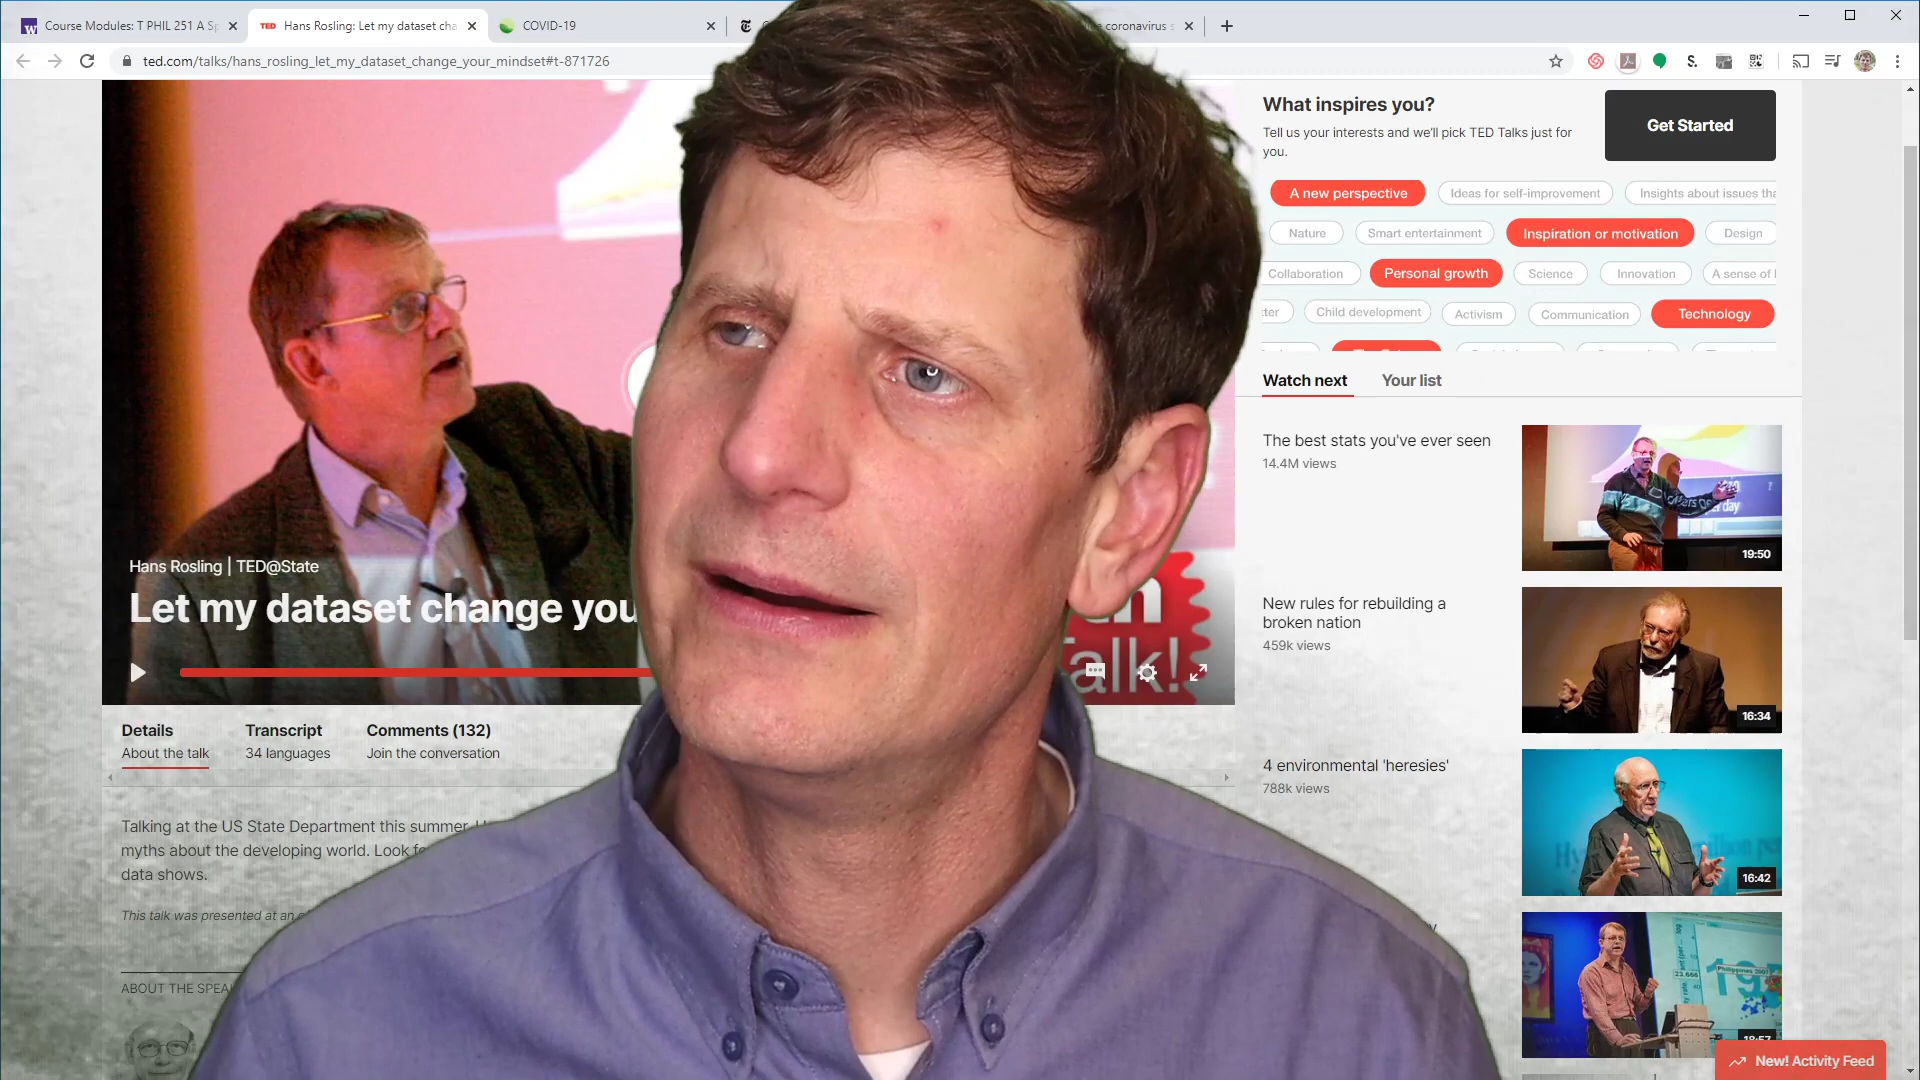 Course Modules: T PHIL 251 A Sp
Hans Rosling: Let my dataset cha
COVID-19
coronavirus s
ted.com/talks/hans_rosling_let_my_dataset_change_your_mindset#t-871726
What inspires you?
Tell us your interests and we'll pick TED Talks just for
you.
Get Started
A new perspective
Ideas for self-improvement
Insights about issues tha
Nature
Smart entertainment
Inspiration or motivation
Design
Collaboration
Personal growth
Science
Innovation
A sense of
Child development
Activism
Communication
Technology
Watch next
Your list
The best stats you've ever seen
14.4M views
19:50
New rules for rebuilding a
broken nation
459k views
16:34
4 environmental 'heresies'
788k views
16:42
18:57
Hans Rosling | TED@State
Let my dataset change you
alk!
Details
About the talk
Transcript
34 languages
Comments (132)
Join the conversation
Talking at the US State Department this summer,
myths about the developing world. Look
data shows.
This talk was presented at an
ABOUT THE SPEA
New! Activity Feed